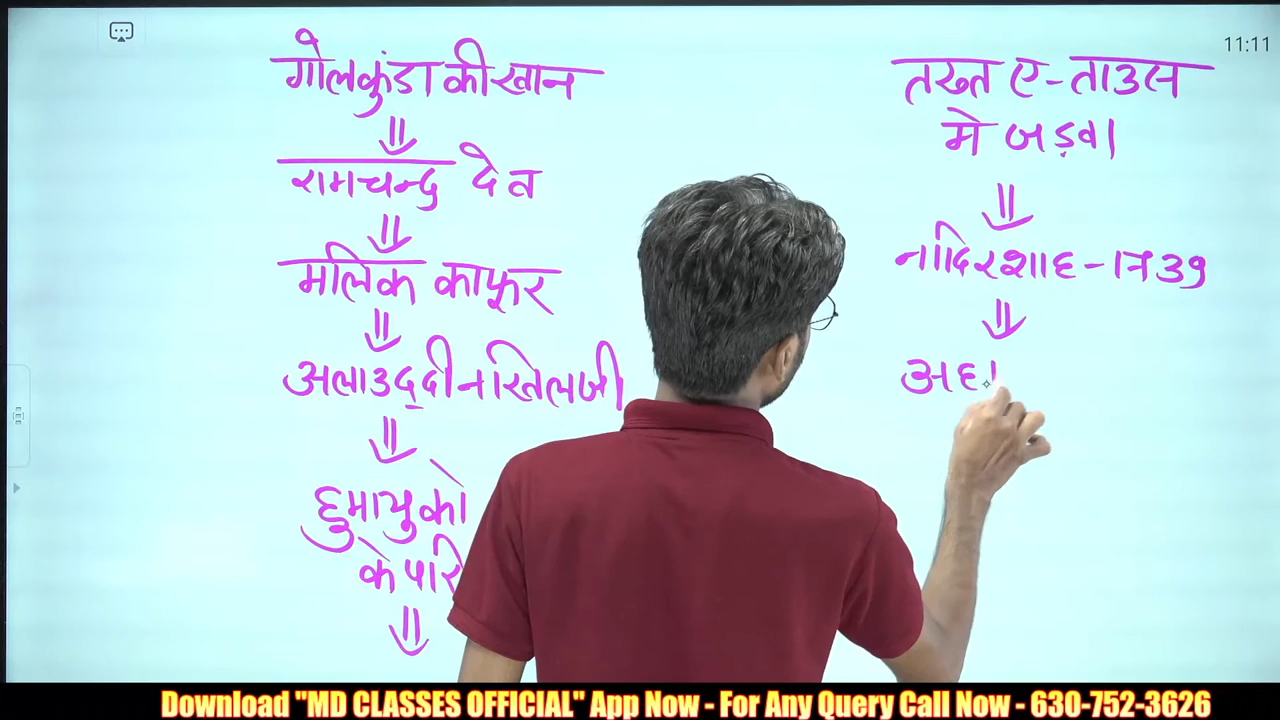 गोलकुंडा की खान
रामचन्द्र देव
मलिक काफूर
अलाउद्दीन खिलजी
हुमायु को
के परि
तख्त ए-ताउस
मे जड़वा
नादिरशाह - 1739
अह
11:11
Download "MD CLASSES OFFICIAL" App Now - For Any Query Call Now - 630-752-3626